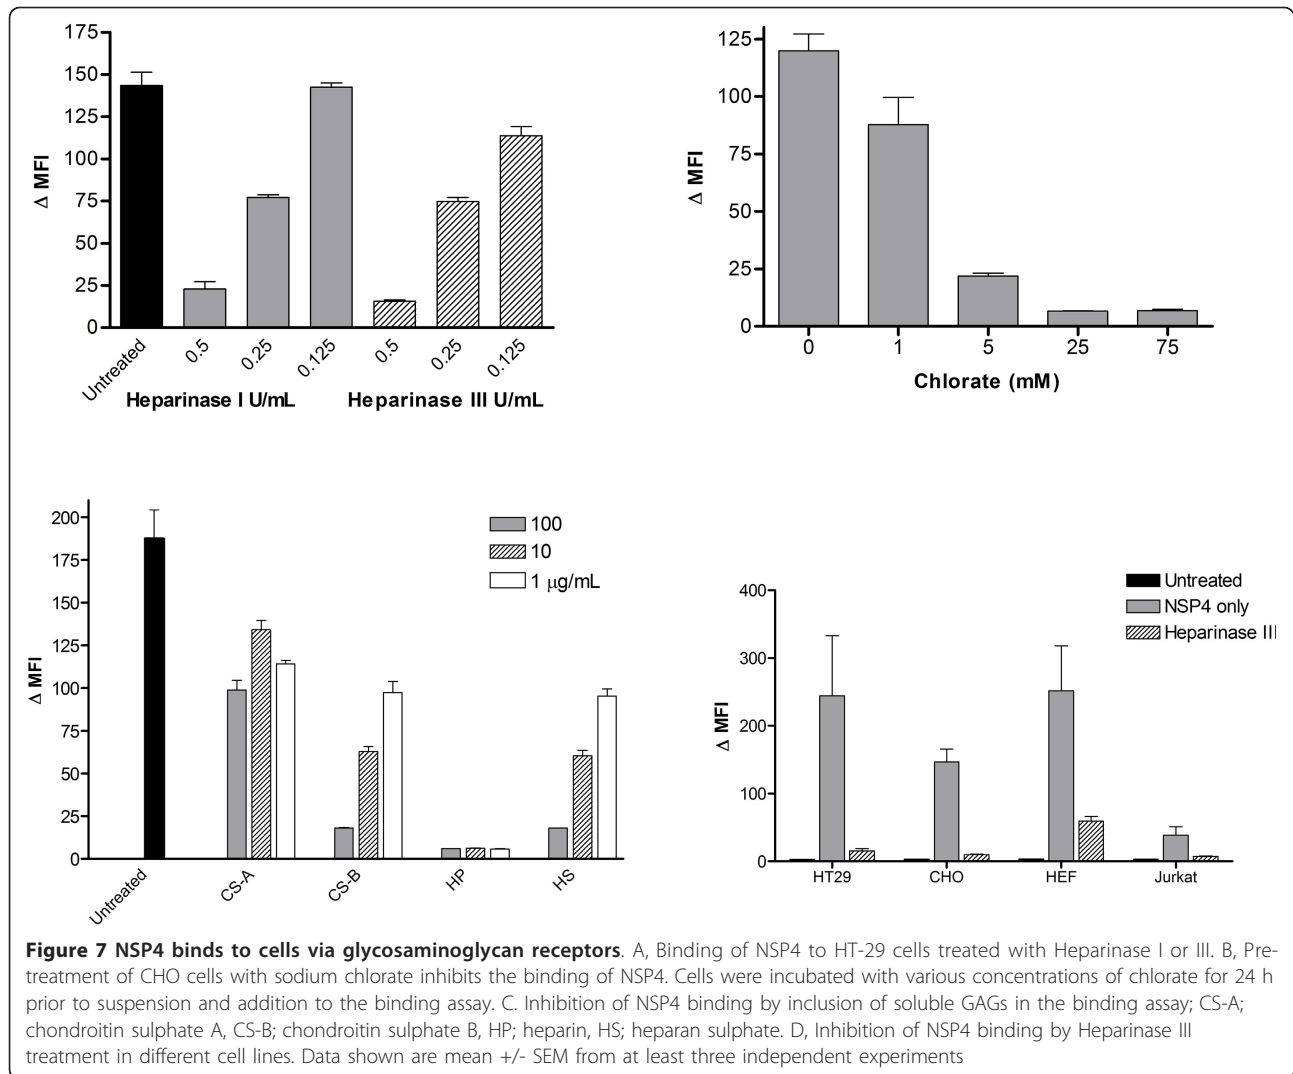 175
150
125
100
75
50
25
0
Δ MFI
Untreated
0.5
0.25
0.125
0.5
0.25
0.125
Heparinase I U/mL
Heparinase III U/mL
125
100
75
50
25
0
Δ MFI
0
1
5
25
75
Chlorate (mM)
200
175
150
125
100
75
50
25
0
Δ MFI
100
10
1 μg/mL
Untreated
CS-A
CS-B
HP
HS
400
300
200
100
0
Δ MFI
Untreated
NSP4 only
Heparinase III
HT29
CHO
HEF
Jurkat
Figure 7 NSP4 binds to cells via glycosaminoglycan receptors. A, Binding of NSP4 to HT-29 cells treated with Heparinase I or III. B, Pre-
treatment of CHO cells with sodium chlorate inhibits the binding of NSP4. Cells were incubated with various concentrations of chlorate for 24 h
prior to suspension and addition to the binding assay. C. Inhibition of NSP4 binding by inclusion of soluble GAGs in the binding assay; CS-A;
chondroitin sulphate A, CS-B; chondroitin sulphate B, HP; heparin, HS; heparan sulphate. D, Inhibition of NSP4 binding by Heparinase III
treatment in different cell lines. Data shown are mean +/- SEM from at least three independent experiments